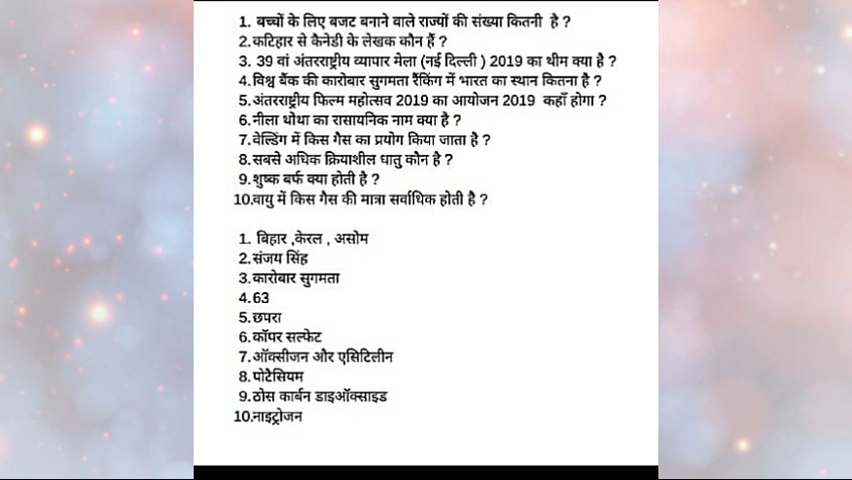 1. बच्चों के लिए बजट बनाने वाले राज्यों की संख्या कितनी है ?
2.कटिहार से कैनेडी के लेखक कौन हैं ?
3. 39 वां अंतरराष्ट्रीय व्यापार मेला (नई दिल्ली ) 2019 का थीम क्या है ?
4.विश्व बैंक की कारोबार सुगमता रैंकिंग में भारत का स्थान कितना है ?
5.अंतरराष्ट्रीय फिल्म महोत्सव 2019 का आयोजन 2019 कहाँ होगा ?
6.नीला थोथा का रासायनिक नाम क्या है ?
7.वेल्डिंग में किस गैस का प्रयोग किया जाता है ?
8.सबसे अधिक क्रियाशील धातु कौन है ?
9.शुष्क बर्फ क्या होती है ?
10.वायु में किस गैस की मात्रा सर्वाधिक होती है ?
1. बिहार ,केरल , असोम
2.संजय सिंह
3.कारोबार सुगमता
4.63
5.छपरा
6.कॉपर सल्फेट
7.ऑक्सीजन और एसिटिलीन
8.पोटैसियम
9.ठोस कार्बन डाइऑक्साइड
10.नाइट्रोजन